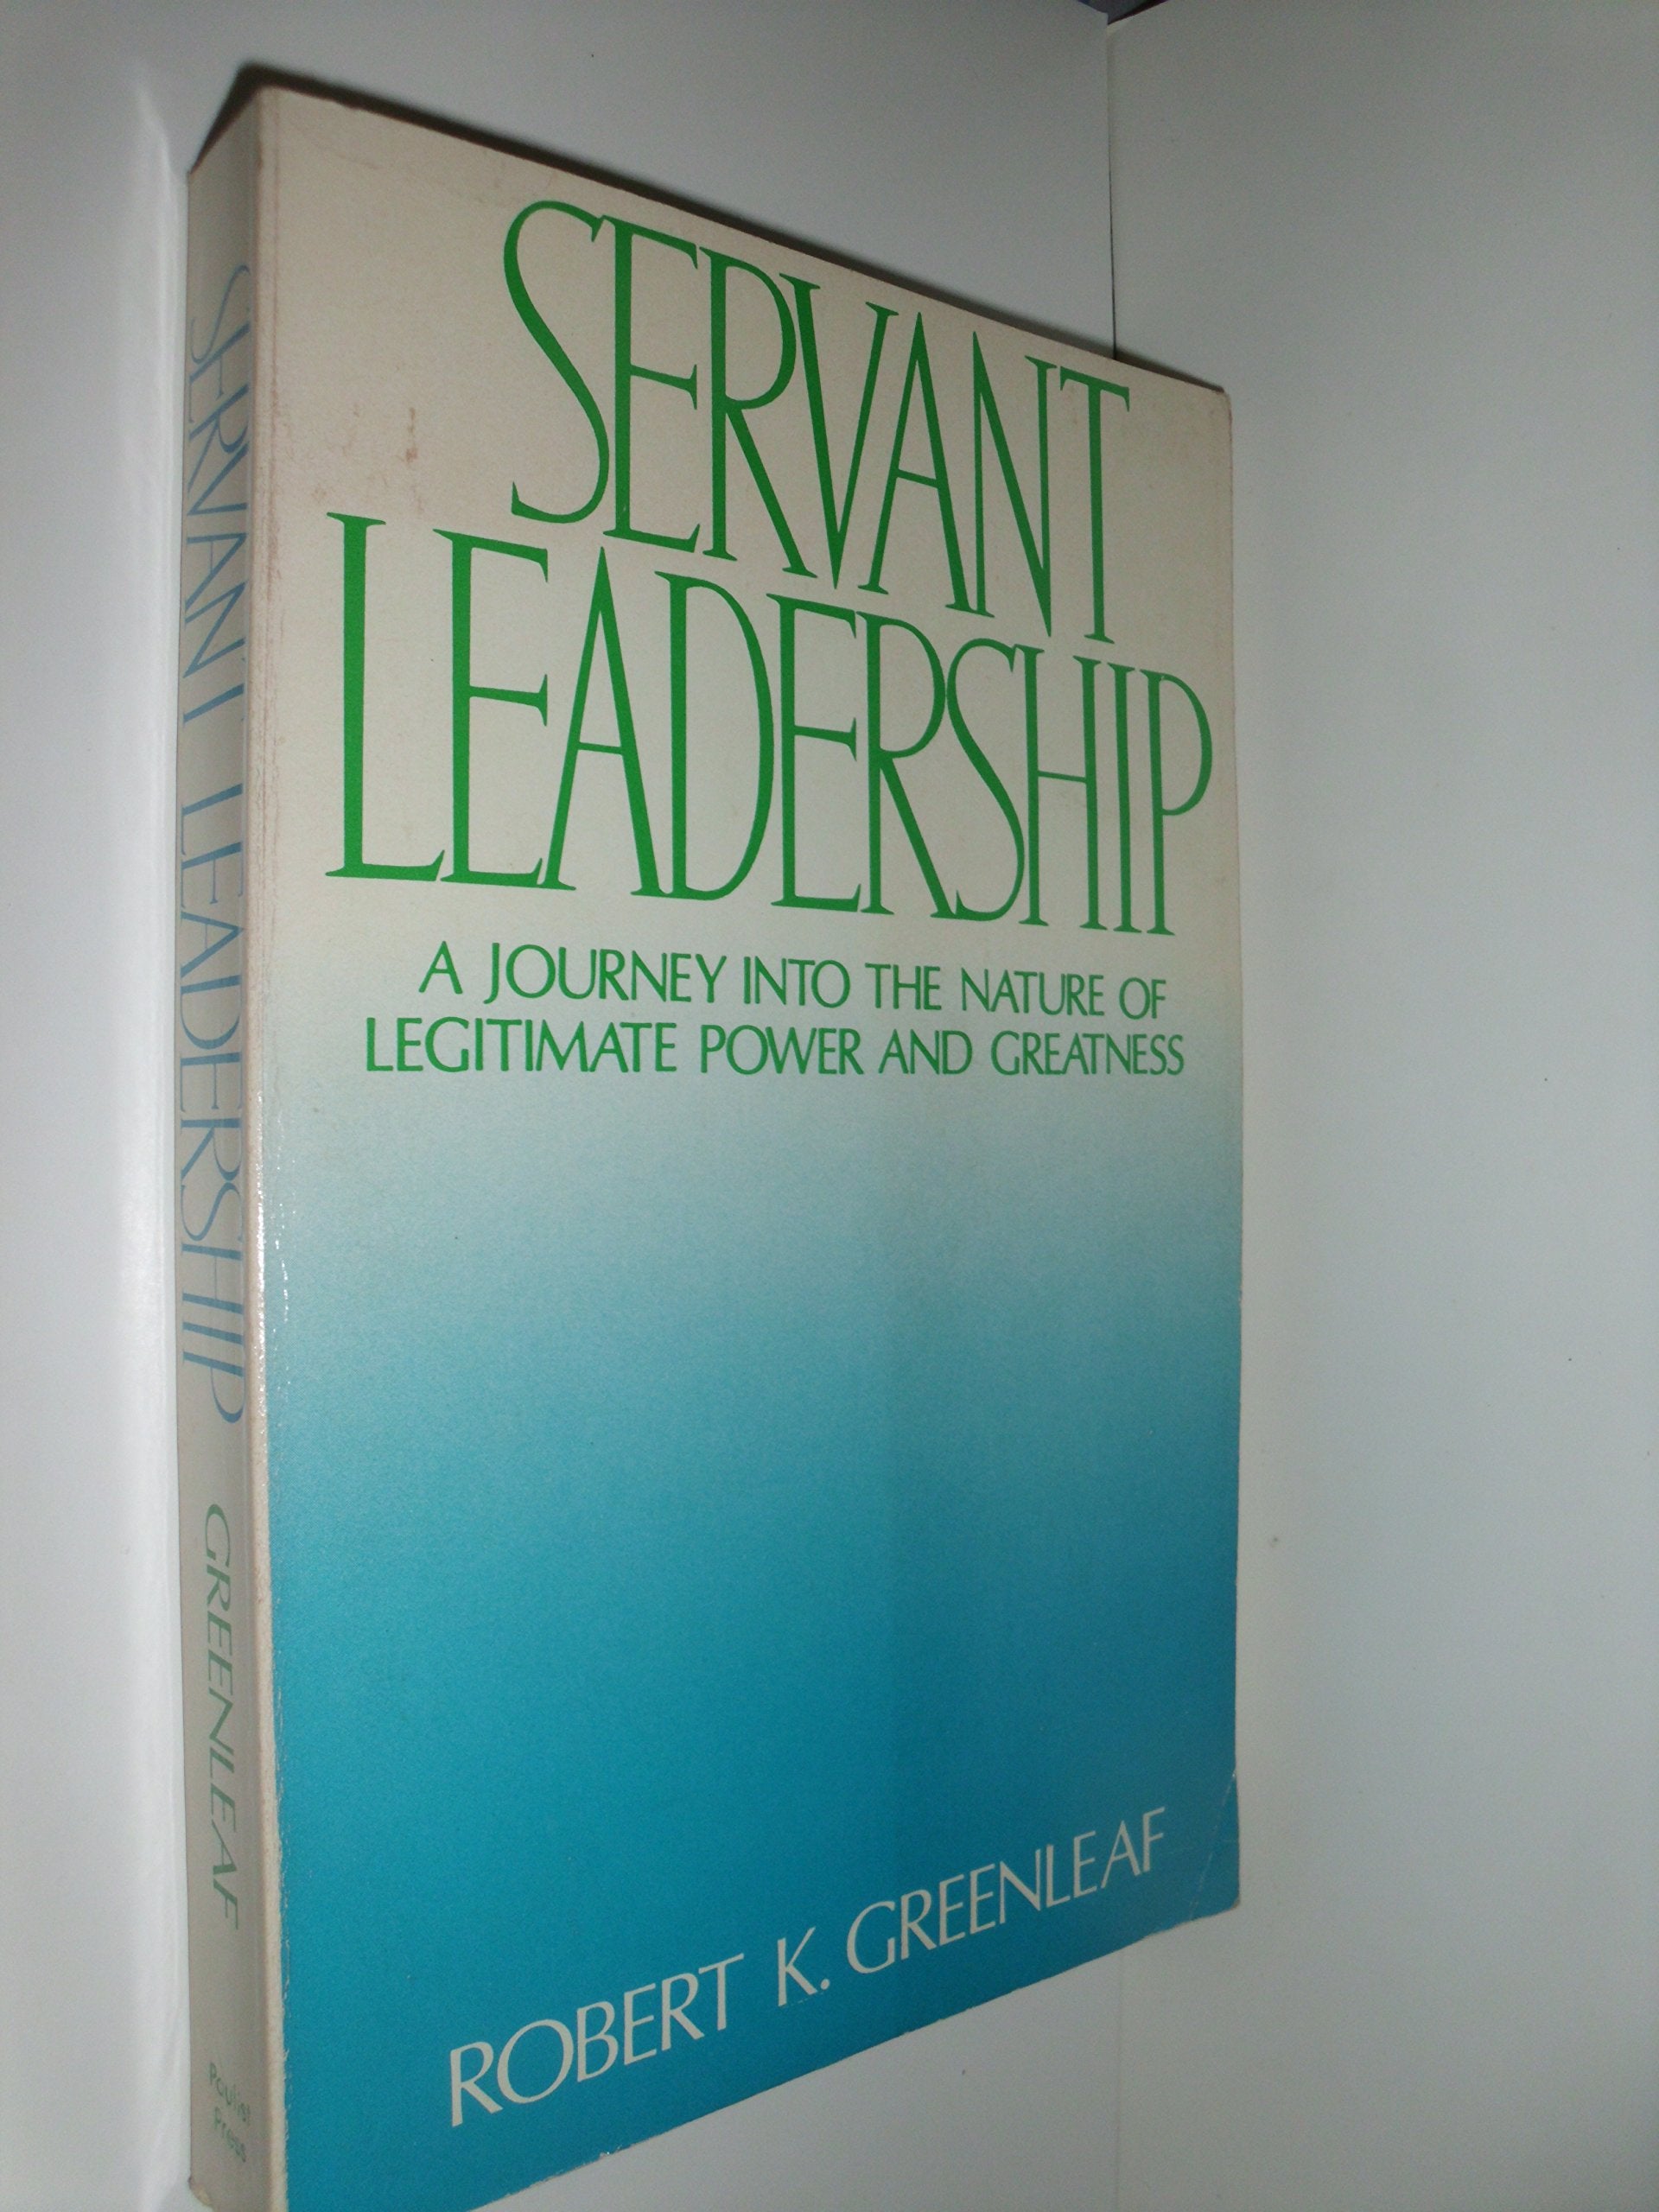 SERVANT
LEADERSHIP
A JOURNEY INTO THE NATURE OF
LEGITIMATE POWER AND GREATNESS
ROBERT K. GREENLEAF
SERVANT LEADERSHIP GREENLEAF
Paulist
Press